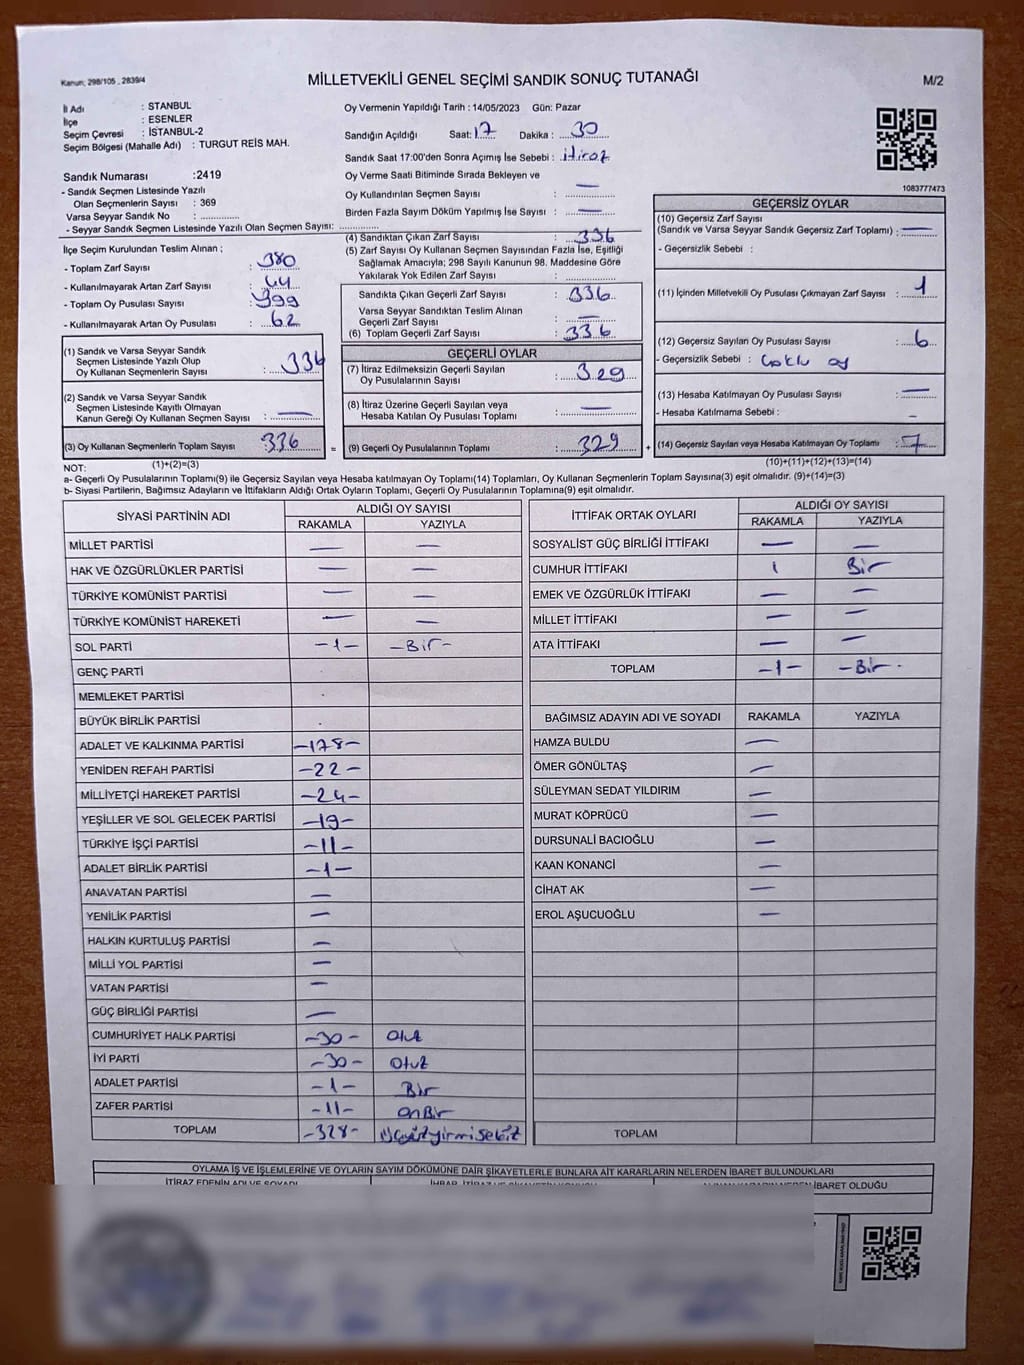 Kanun; 298/105 , 2839/4
MİLLETVEKİLİ GENEL SEÇİMİ SANDIK SONUÇ TUTANAĞI
M/2
İl Adı : STANBUL
İlçe : ESENLER
Seçim Çevresi : İSTANBUL-2
Seçim Bölgesi (Mahalle Adı) : TURGUT REİS MAH.
Sandık Numarası :2419
- Sandık Seçmen Listesinde Yazılı
Olan Seçmenlerin Sayısı : 369
Varsa Seyyar Sandık No : ..............
- Seyyar Sandık Seçmen Listesinde Yazılı Olan Seçmen Sayısı: ..............
Oy Vermenin Yapıldığı Tarih : 14/05/2023 Gün: Pazar
Sandığın Açıldığı Saat: 17 Dakika : 30
Sandık Saat 17:00'den Sonra Açımış İse Sebebi : itiraz
Oy Verme Saati Bitiminde Sırada Bekleyen ve
Oy Kullandırılan Seçmen Sayısı : —
Birden Fazla Sayım Döküm Yapılmış İse Sayısı : —
1083777473
İlçe Seçim Kurulundan Teslim Alınan ;
- Toplam Zarf Sayısı : 380
- Kullanılmayarak Artan Zarf Sayısı : 44
- Toplam Oy Pusulası Sayısı : 399
- Kullanılmayarak Artan Oy Pusulası : 62
(1) Sandık ve Varsa Seyyar Sandık
Seçmen Listesinde Yazılı Olup
Oy Kullanan Seçmenlerin Sayısı : 336
(2) Sandık ve Varsa Seyyar Sandık
Seçmen Listesinde Kayıtlı Olmayan
Kanun Gereği Oy Kullanan Seçmen Sayısı : —
(3) Oy Kullanan Seçmenlerin Toplam Sayısı : 336
(1)+(2)=(3)
(4) Sandıktan Çıkan Zarf Sayısı : 336
(5) Zarf Sayısı Oy Kullanan Seçmen Sayısından Fazla İse, Eşitliği
Sağlamak Amacıyla; 298 Sayılı Kanunun 98. Maddesine Göre
Yakılarak Yok Edilen Zarf Sayısı : ..............
Sandıkta Çıkan Geçerli Zarf Sayısı : 336
Varsa Seyyar Sandıktan Teslim Alınan
Geçerli Zarf Sayısı : —
(6) Toplam Geçerli Zarf Sayısı : 336
GEÇERLİ OYLAR
(7) İtiraz Edilmeksizin Geçerli Sayılan
Oy Pusulalarının Sayısı : 329
(8) İtiraz Üzerine Geçerli Sayılan veya
Hesaba Katılan Oy Pusulası Toplamı : —
= (9) Geçerli Oy Pusulalarının Toplamı : 329
GEÇERSİZ OYLAR
(10) Geçersiz Zarf Sayısı
(Sandık ve Varsa Seyyar Sandık Geçersiz Zarf Toplamı) : —
- Geçersizlik Sebebi :
(11) İçinden Milletvekili Oy Pusulası Çıkmayan Zarf Sayısı : 1
(12) Geçersiz Sayılan Oy Pusulası Sayısı : 6
- Geçersizlik Sebebi : Çoklu oy
(13) Hesaba Katılmayan Oy Pusulası Sayısı : —
- Hesaba Katılmama Sebebi : –
+ (14) Geçersiz Sayılan veya Hesaba Katılmayan Oy Toplamı : 7
(10)+(11)+(12)+(13)=(14)
NOT:
a- Geçerli Oy Pusulalarının Toplamı(9) ile Geçersiz Sayılan veya Hesaba katılmayan Oy Toplamı(14) Toplamları, Oy Kullanan Seçmenlerin Toplam Sayısına(3) eşit olmalıdır. (9)+(14)=(3)
b- Siyasi Partilerin, Bağımsız Adayların ve İttifakların Aldığı Ortak Oyların Toplamı, Geçerli Oy Pusulalarının Toplamına(9) eşit olmalıdır.
SİYASİ PARTİNİN ADI ALDIĞI OY SAYISI
RAKAMLA YAZIYLA
MİLLET PARTİSİ — —
HAK VE ÖZGÜRLÜKLER PARTİSİ — —
TÜRKİYE KOMÜNİST PARTİSİ — —
TÜRKİYE KOMÜNİST HAREKETİ — —
SOL PARTİ -1- -Bir-
GENÇ PARTİ
MEMLEKET PARTİSİ
BÜYÜK BİRLİK PARTİSİ
ADALET VE KALKINMA PARTİSİ -178-
YENİDEN REFAH PARTİSİ -22-
MİLLİYETÇİ HAREKET PARTİSİ -24-
YEŞİLLER VE SOL GELECEK PARTİSİ -19-
TÜRKİYE İŞÇİ PARTİSİ -11-
ADALET BİRLİK PARTİSİ -1-
ANAVATAN PARTİSİ —
YENİLİK PARTİSİ —
HALKIN KURTULUŞ PARTİSİ —
MİLLİ YOL PARTİSİ —
VATAN PARTİSİ —
GÜÇ BİRLİĞİ PARTİSİ —
CUMHURİYET HALK PARTİSİ -30- Otuz
İYİ PARTİ -30- Otuz
ADALET PARTİSİ -1- Bir
ZAFER PARTİSİ -11- onBir
TOPLAM -328- üçyüzyirmisekiz
İTTİFAK ORTAK OYLARI ALDIĞI OY SAYISI
RAKAMLA YAZIYLA
SOSYALİST GÜÇ BİRLİĞİ İTTİFAKI — —
CUMHUR İTTİFAKI 1 Bir
EMEK VE ÖZGÜRLÜK İTTİFAKI — —
MİLLET İTTİFAKI — —
ATA İTTİFAKI — —
TOPLAM -1- -Bir-
BAĞIMSIZ ADAYIN ADI VE SOYADI RAKAMLA YAZIYLA
HAMZA BULDU —
ÖMER GÖNÜLTAŞ —
SÜLEYMAN SEDAT YILDIRIM —
MURAT KÖPRÜCÜ —
DURSUNALİ BACIOĞLU —
KAAN KONANCİ —
CİHAT AK —
EROL AŞUCUOĞLU —
TOPLAM
OYLAMA İŞ VE İŞLEMLERİNE VE OYLARIN SAYIM DÖKÜMÜNE DAİR ŞİKAYETLERLE BUNLARA AİT KARARLARIN NELERDEN İBARET BULUNDUKLARI
İTİRAZ EDENİN ADI VE SOYADI
İBARET OLDUĞU